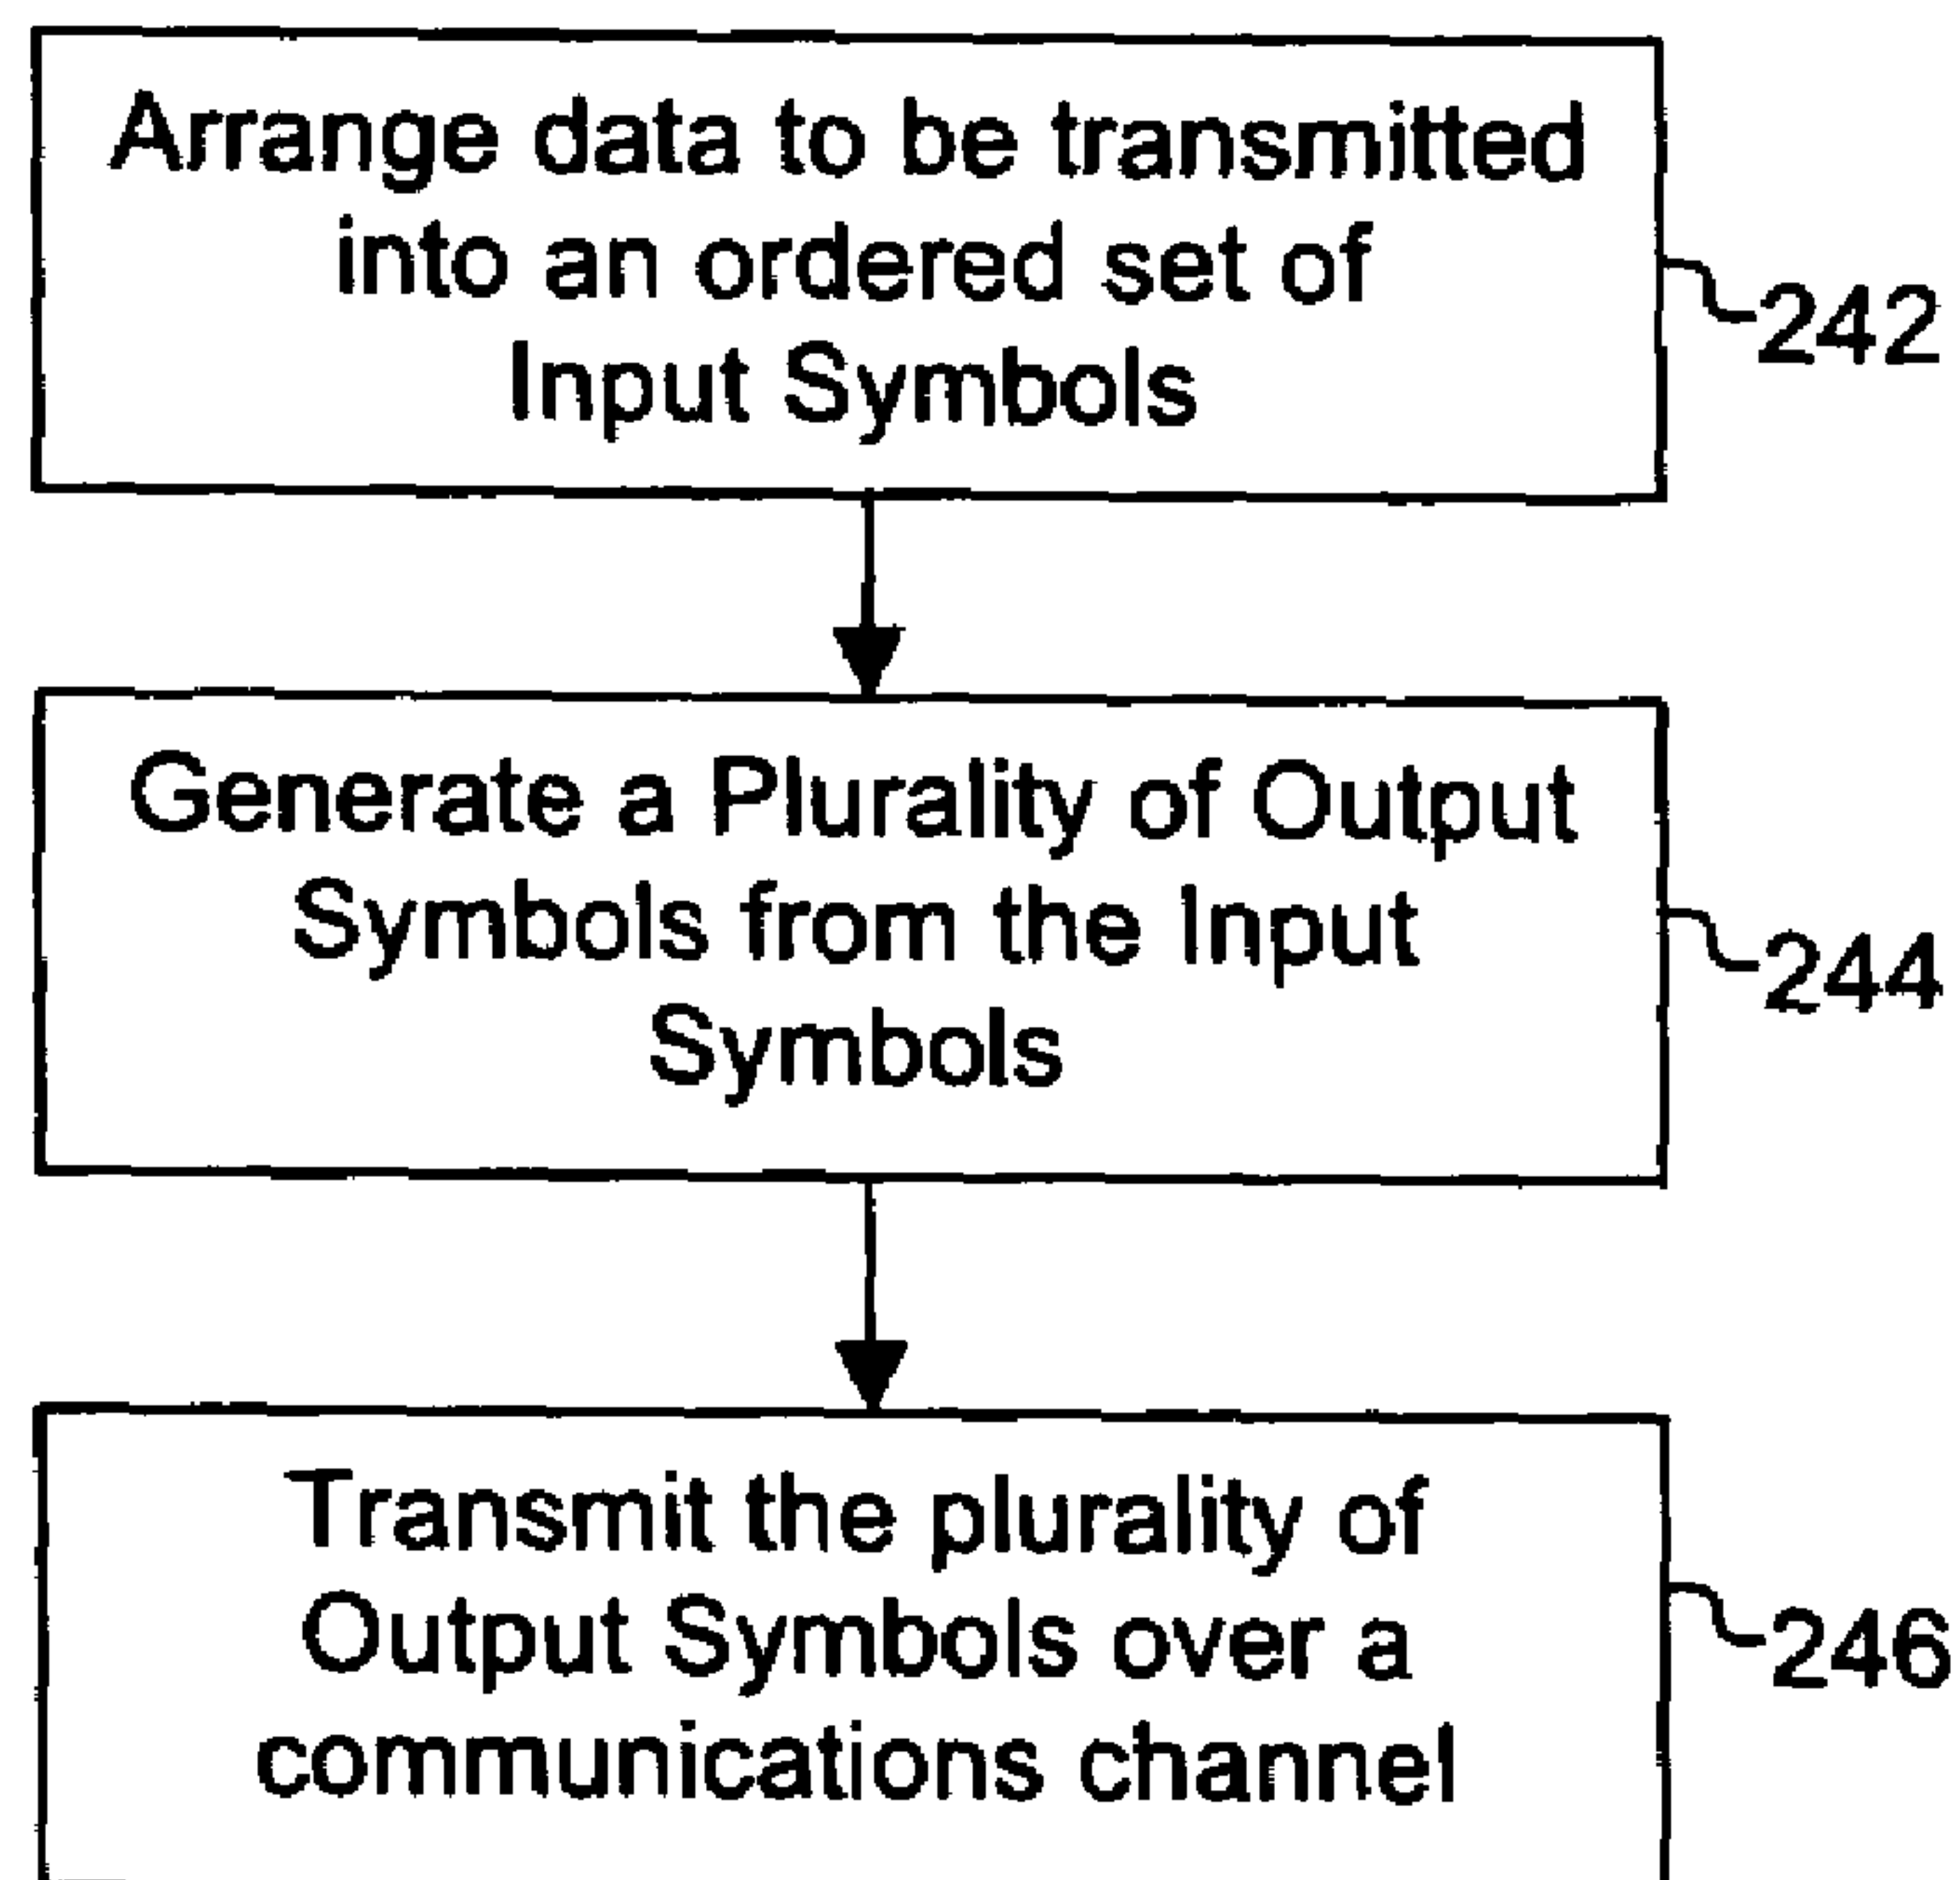 Arrange data to be transmitted
into an ordered set of
Input Symbols
242
Generate a Plurality of Output
Symbols from the Input
Symbols
244
Transmit the plurality of
Output Symbols over a
communications channel
246